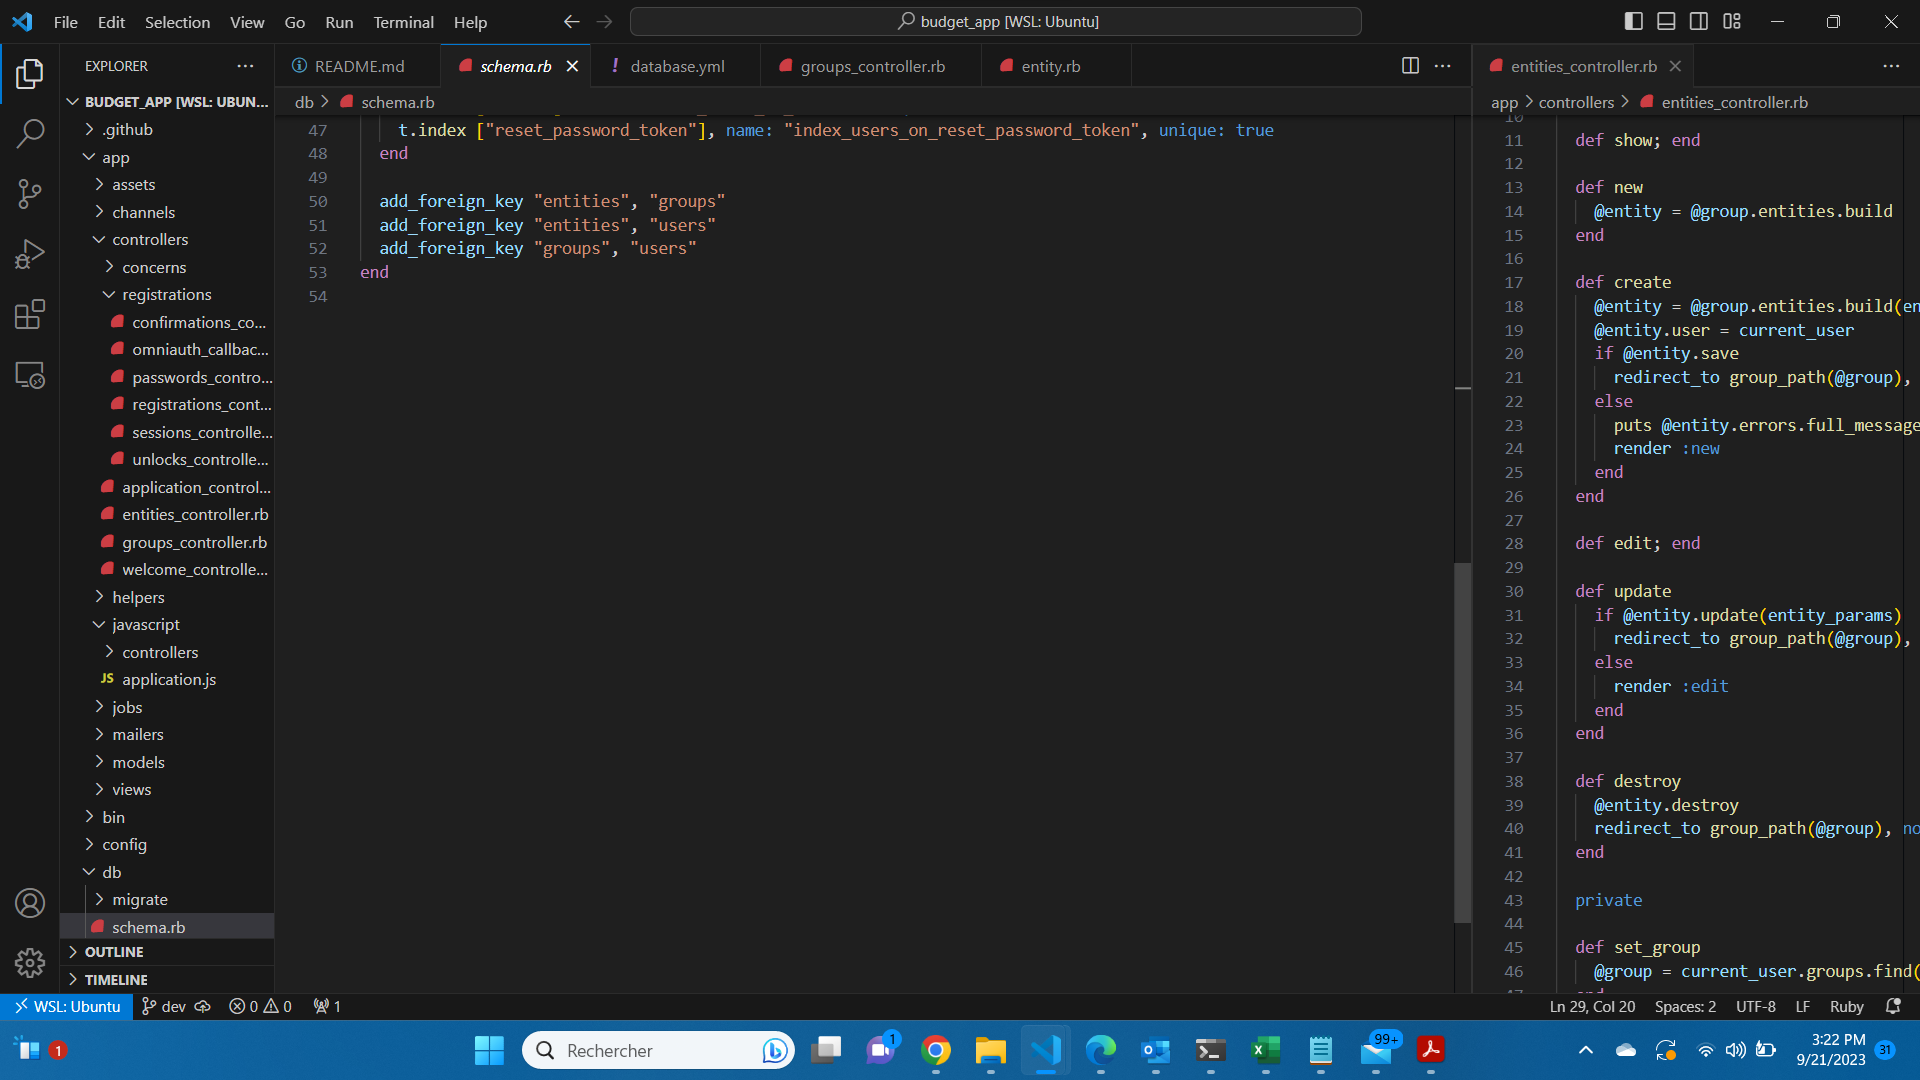 File Edit Selection View Go Run Terminal Help
budget_app [WSL: Ubuntu]
EXPLORER
BUDGET_APP [WSL: UBUN...
.github
app
assets
channels
controllers
concerns
registrations
confirmations_co...
omniauth_callbac...
passwords_contro...
registrations_cont...
sessions_controlle...
unlocks_controlle...
application_control...
entities_controller.rb
groups_controller.rb
welcome_controlle...
helpers
javascript
controllers
JS application.js
jobs
mailers
models
views
bin
config
db
migrate
schema.rb
OUTLINE
TIMELINE
README.md
schema.rb
! database.yml
groups_controller.rb
entity.rb
db > schema.rb
47 t.index ["reset_password_token"], name: "index_users_on_reset_password_token", unique: true
48 end
49
50 add_foreign_key "entities", "groups"
51 add_foreign_key "entities", "users"
52 add_foreign_key "groups", "users"
53 end
54
entities_controller.rb
app > controllers > entities_controller.rb
10
11 def show; end
12
13 def new
14 @entity = @group.entities.build
15 end
16
17 def create
18 @entity = @group.entities.build(en
19 @entity.user = current_user
20 if @entity.save
21 redirect_to group_path(@group),
22 else
23 puts @entity.errors.full_message
24 render :new
25 end
26 end
27
28 def edit; end
29
30 def update
31 if @entity.update(entity_params)
32 redirect_to group_path(@group),
33 else
34 render :edit
35 end
36 end
37
38 def destroy
39 @entity.destroy
40 redirect_to group_path(@group), no
41 end
42
43 private
44
45 def set_group
46 @group = current_user.groups.find(
47 end
WSL: Ubuntu dev 0 0 1
Ln 29, Col 20 Spaces: 2 UTF-8 LF Ruby
1
Rechercher
1
99+
3:22 PM
9/21/2023
31